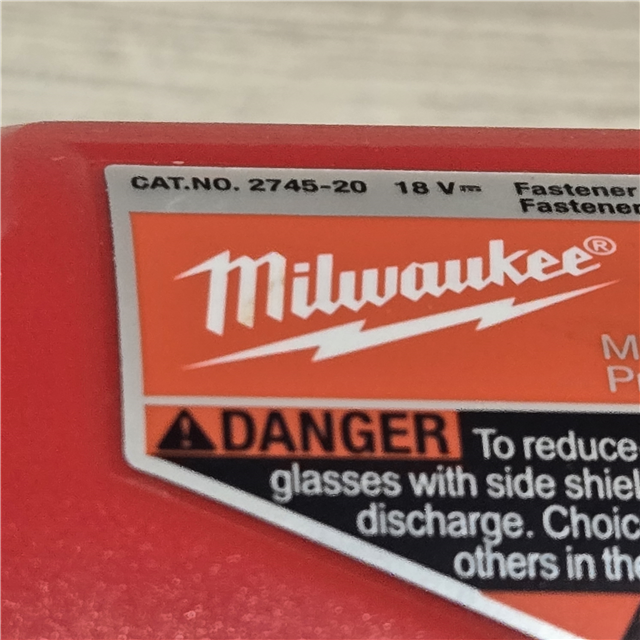 CAT.NO. 2745-20 18 V⎓ Fastener
Fastener
Milwaukee®
M
P
DANGER To reduce
glasses with side shiel
discharge. Choic
others in the